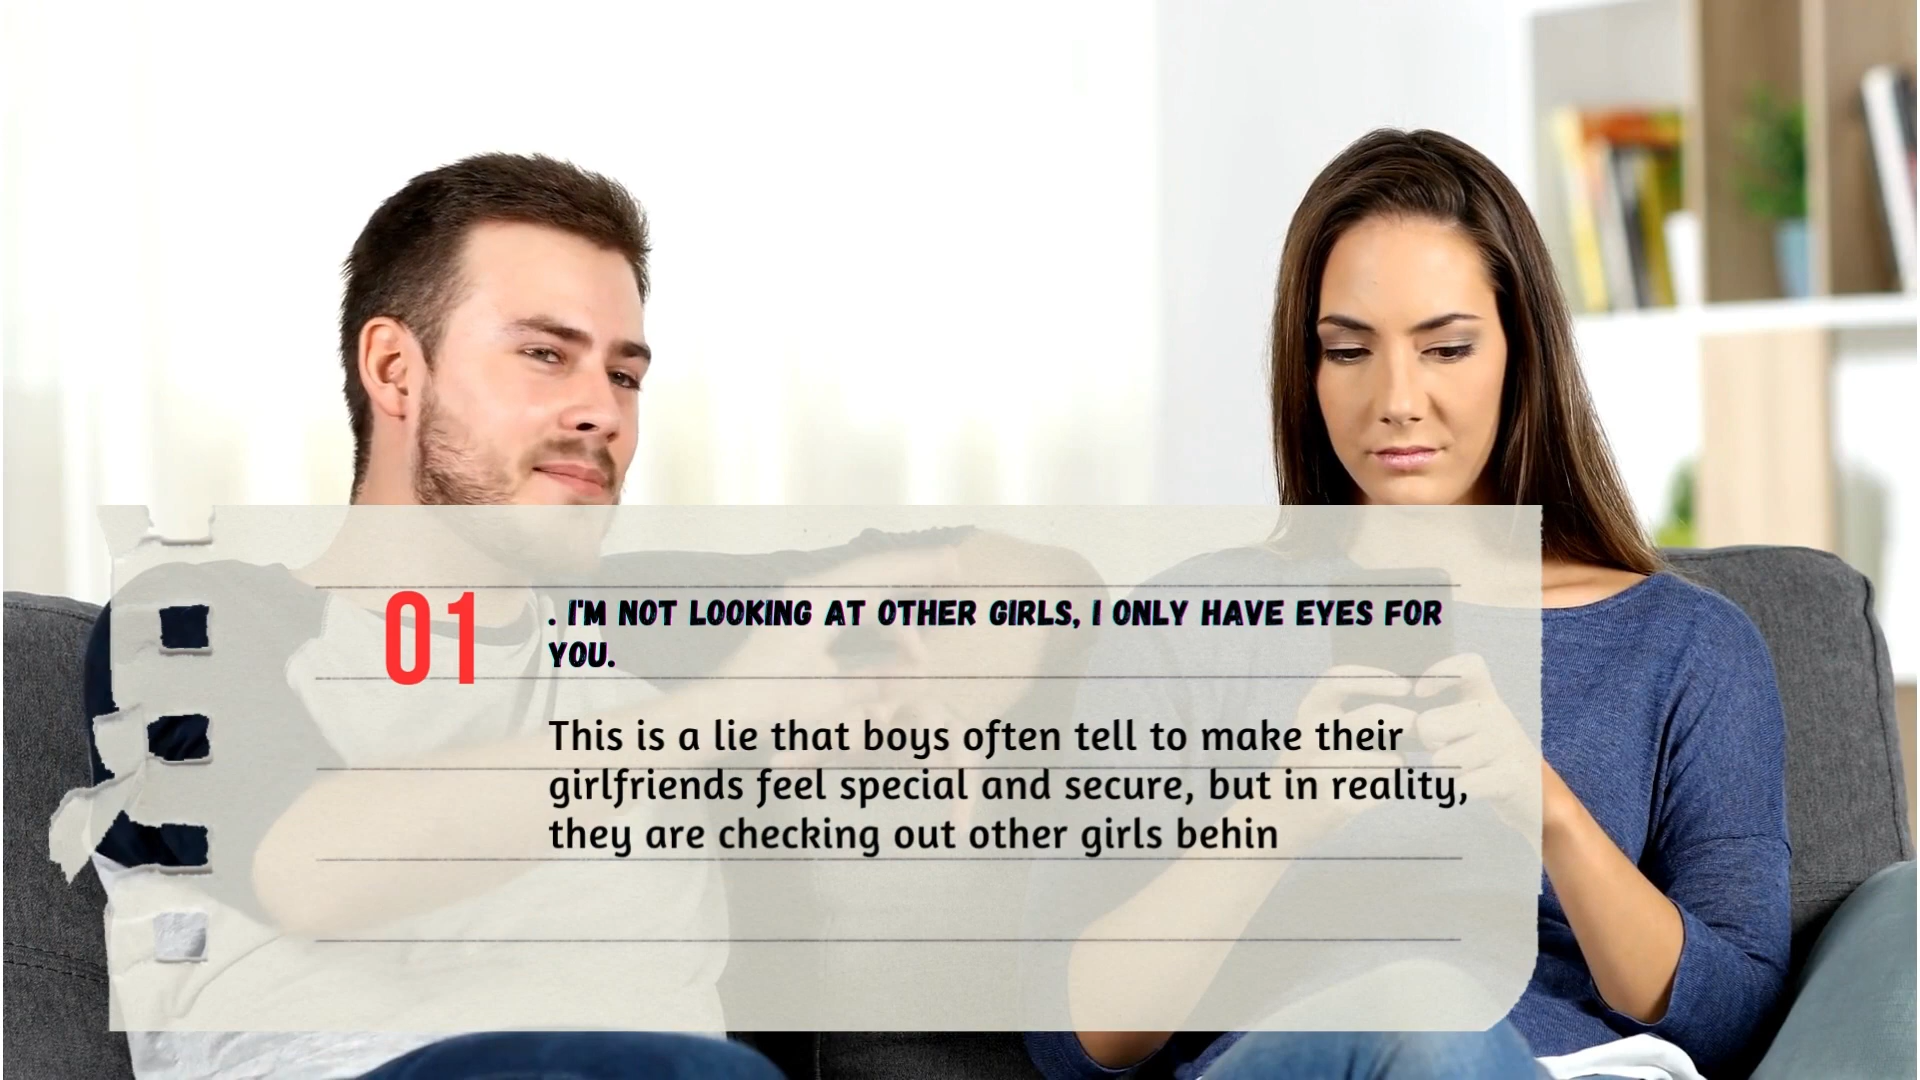 01
. I'M NOT LOOKING AT OTHER GIRLS, I ONLY HAVE EYES FOR
YOU.
This is a lie that boys often tell to make their
girlfriends feel special and secure, but in reality,
they are checking out other girls behin